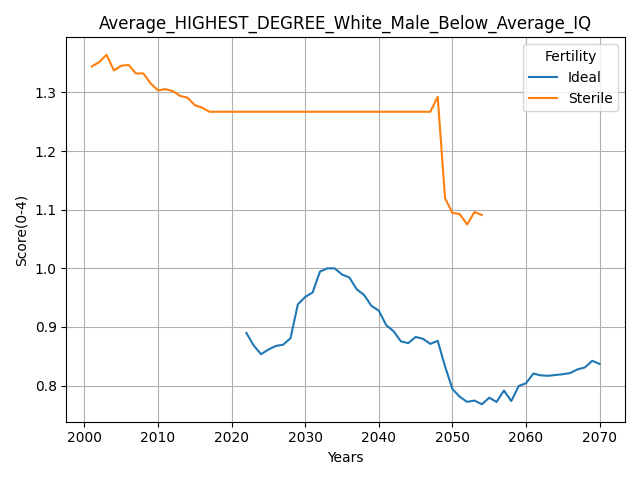 Average_HIGHEST_DEGREE_White_Male_Below_Average_IQ
Fertility
Ideal
Sterile
Score(0-4)
1.3
1.2
1.1
1.0
0.9
0.8
2000 2010 2020 2030 2040 2050 2060 2070
Years